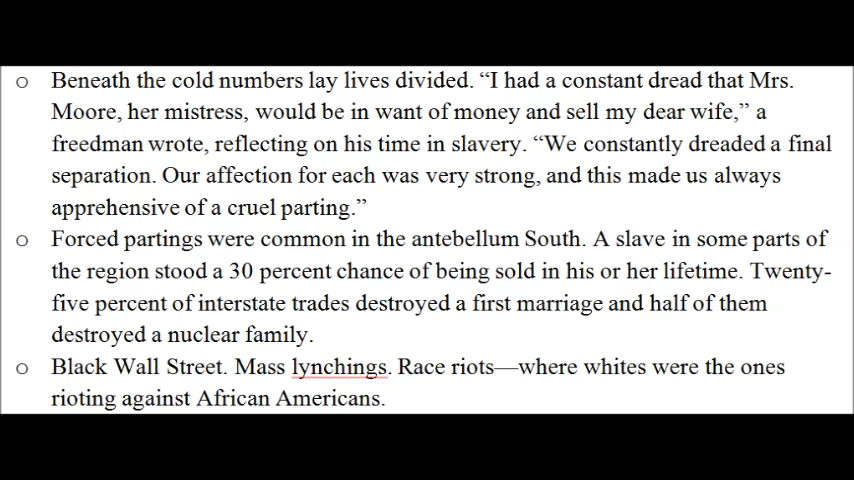 o Beneath the cold numbers lay lives divided. “I had a constant dread that Mrs.
Moore, her mistress, would be in want of money and sell my dear wife,” a
freedman wrote, reflecting on his time in slavery. “We constantly dreaded a final
separation. Our affection for each was very strong, and this made us always
apprehensive of a cruel parting.”
o Forced partings were common in the antebellum South. A slave in some parts of
the region stood a 30 percent chance of being sold in his or her lifetime. Twenty-
five percent of interstate trades destroyed a first marriage and half of them
destroyed a nuclear family.
o Black Wall Street. Mass lynchings. Race riots—where whites were the ones
rioting against African Americans.